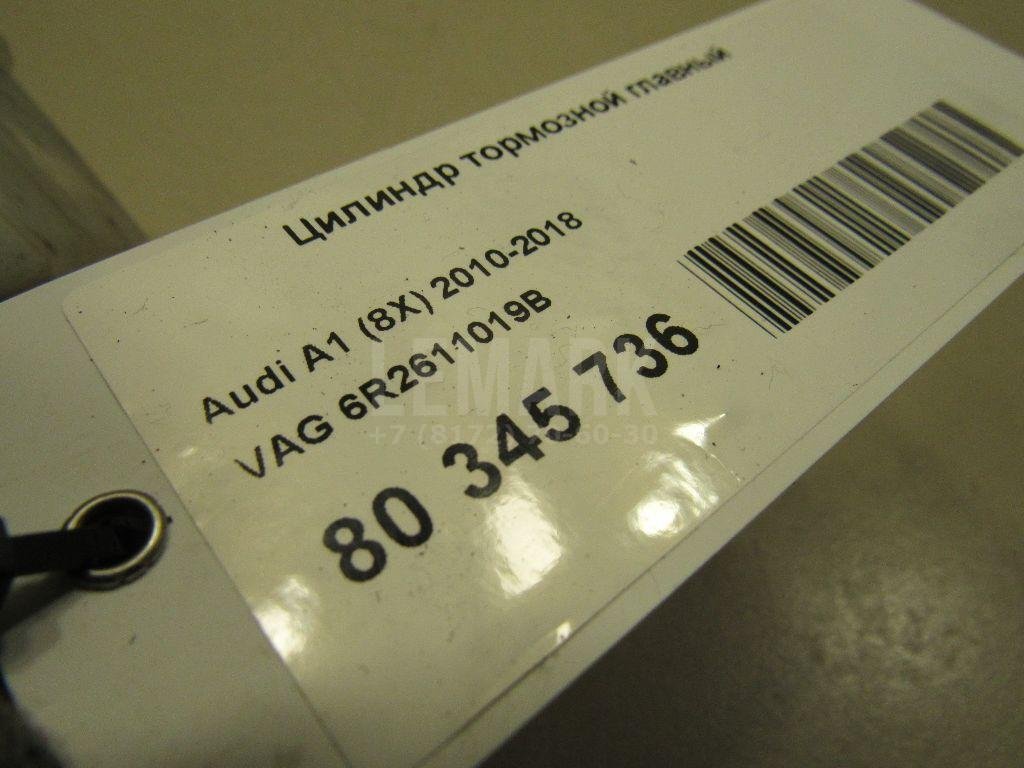 Цилиндр тормозной главный
Audi A1 (8X) 2010-2018
VAG 6R2611019B
80 345 736
LEMARK